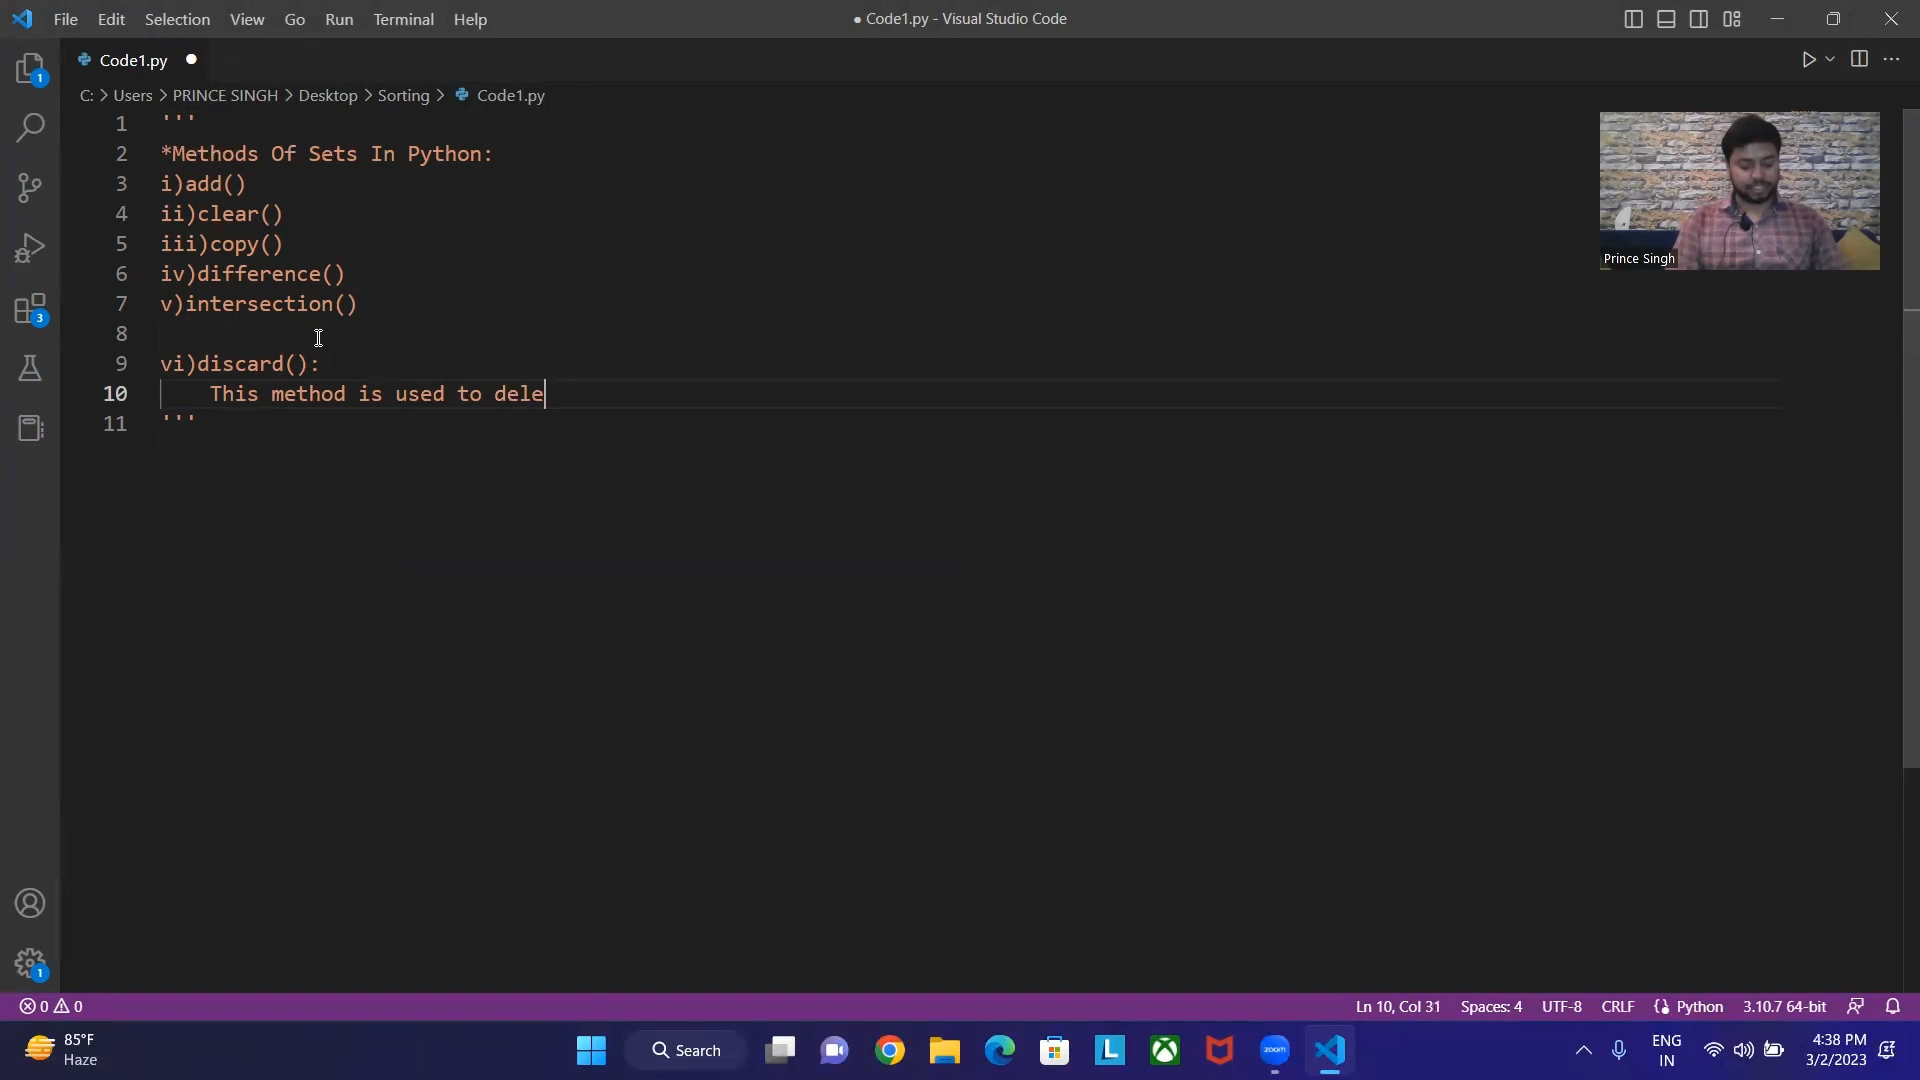 File Edit Selection View Go Run Terminal Help
● Code1.py - Visual Studio Code
1
Code1.py ●
C: > Users > PRINCE SINGH > Desktop > Sorting > Code1.py
1 '''
2 *Methods Of Sets In Python:
3 i)add()
4 ii)clear()
5 iii)copy()
6 iv)difference()
7 v)intersection()
8
9 vi)discard():
10 This method is used to dele
11 '''
Prince Singh
3
1
0 0
Ln 10, Col 31 Spaces: 4 UTF-8 CRLF {} Python 3.10.7 64-bit
85°F
Haze
Search
L
zoom
ENG
IN
4:38 PM
3/2/2023